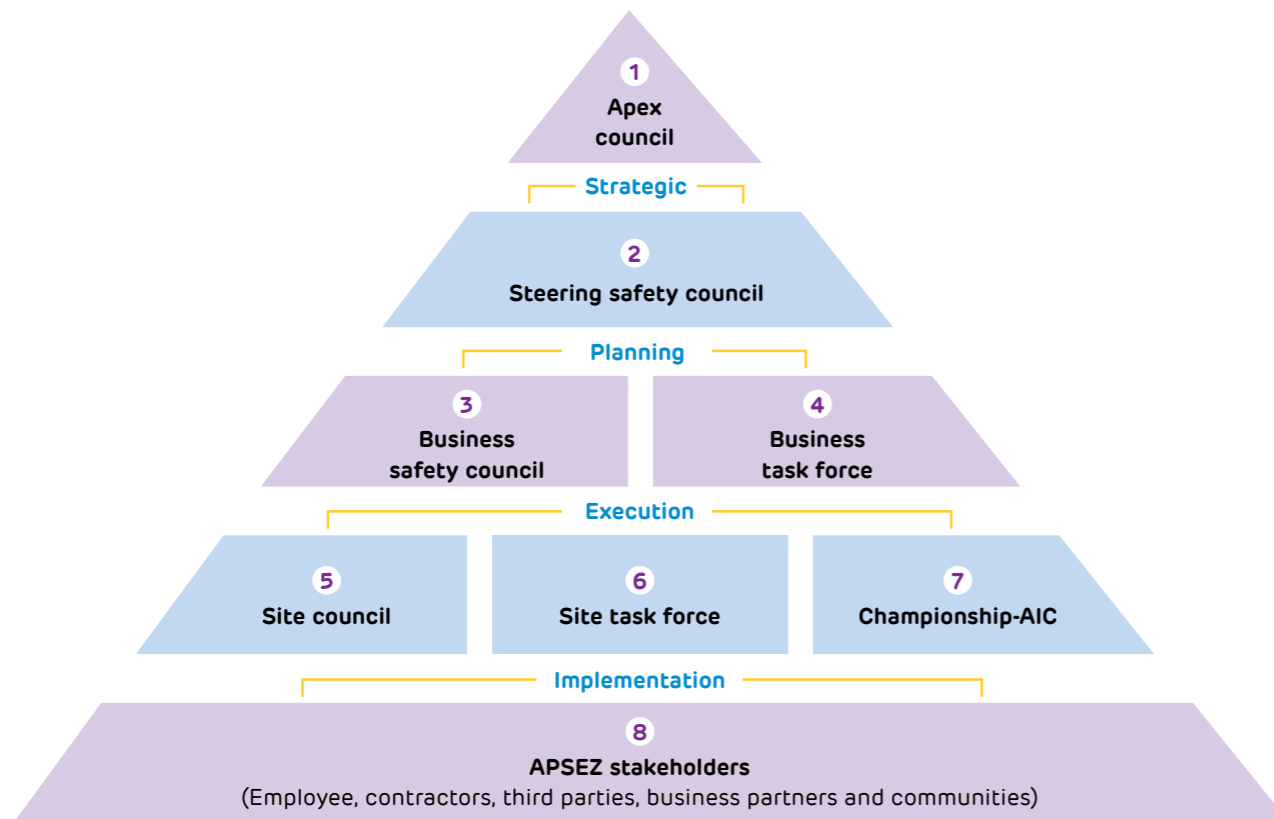 1
Apex
council
Strategic
2
Steering safety council
Planning
3
Business
safety council
4
Business
task force
Execution
5
Site council
6
Site task force
7
Championship-AIC
Implementation
8
APSEZ stakeholders
(Employee, contractors, third parties, business partners and communities)